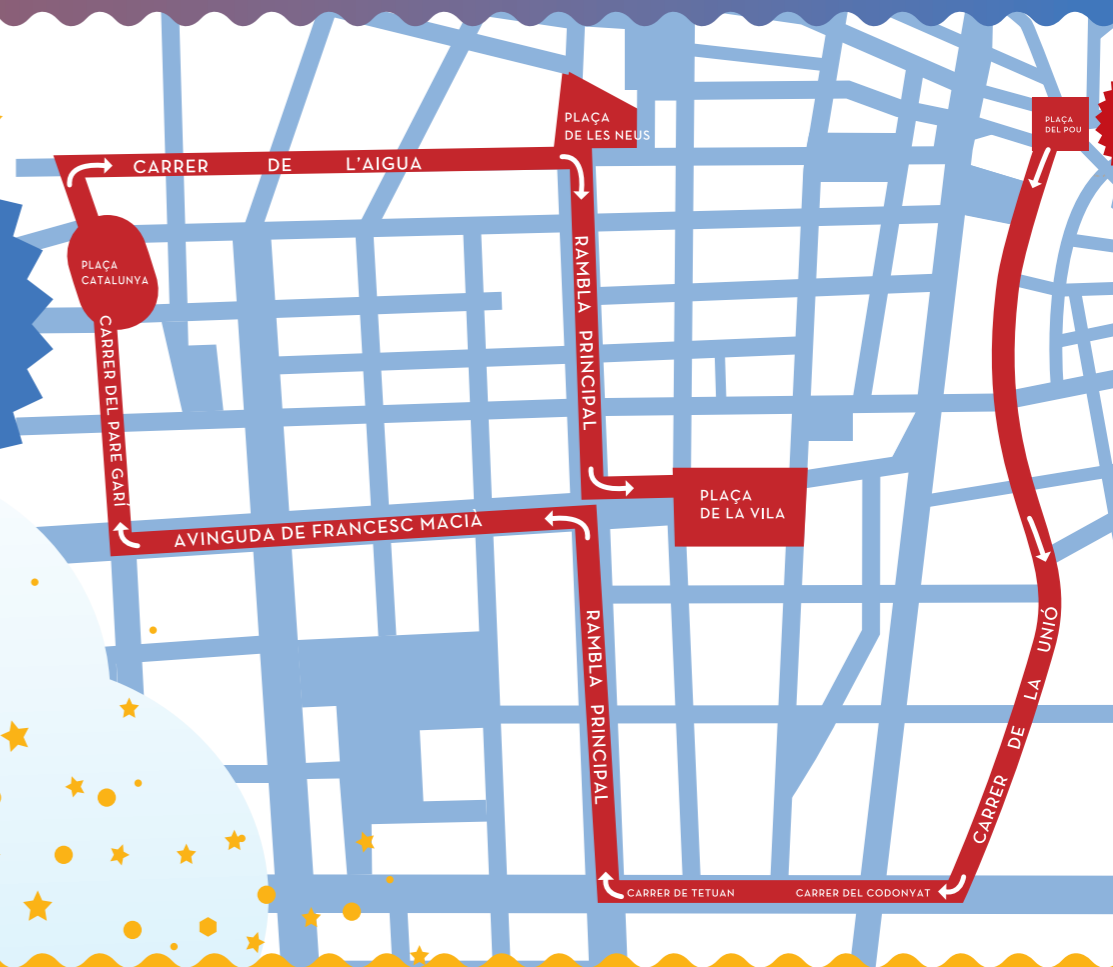 PLAÇA
DE LES NEUS
PLAÇA
DEL POU
CARRER DE L'AIGUA
PLAÇA
CATALUNYA
RAMBLA PRINCIPAL
CARRER DEL PARE GARÍ
PLAÇA
DE LA VILA
AVINGUDA DE FRANCESC MACIÀ
RAMBLA PRINCIPAL
CARRER DE LA UNIÓ
CARRER DE TETUAN
CARRER DEL CODONYAT